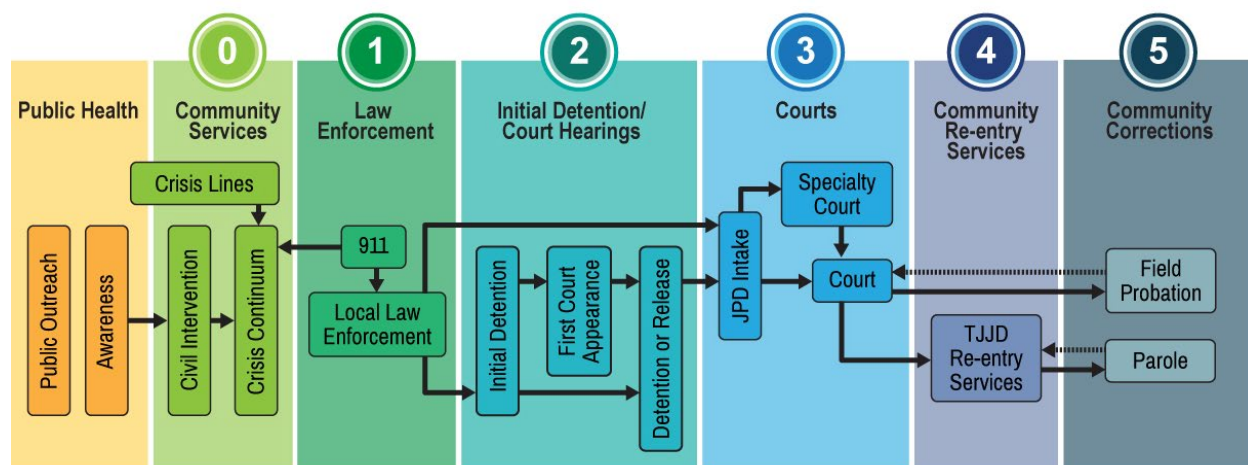 0
1
2
3
4
5
Public Health
Community
Services
Law
Enforcement
Initial Detention/
Court Hearings
Courts
Community
Re-entry
Services
Community
Corrections
Public Outreach
Awareness
Crisis Lines
Civil Intervention
Crisis Continuum
911
Local Law
Enforcement
Initial Detention
First Court
Appearance
Detention or Release
JPD Intake
Specialty
Court
Court
TJJD
Re-entry
Services
Field
Probation
Parole